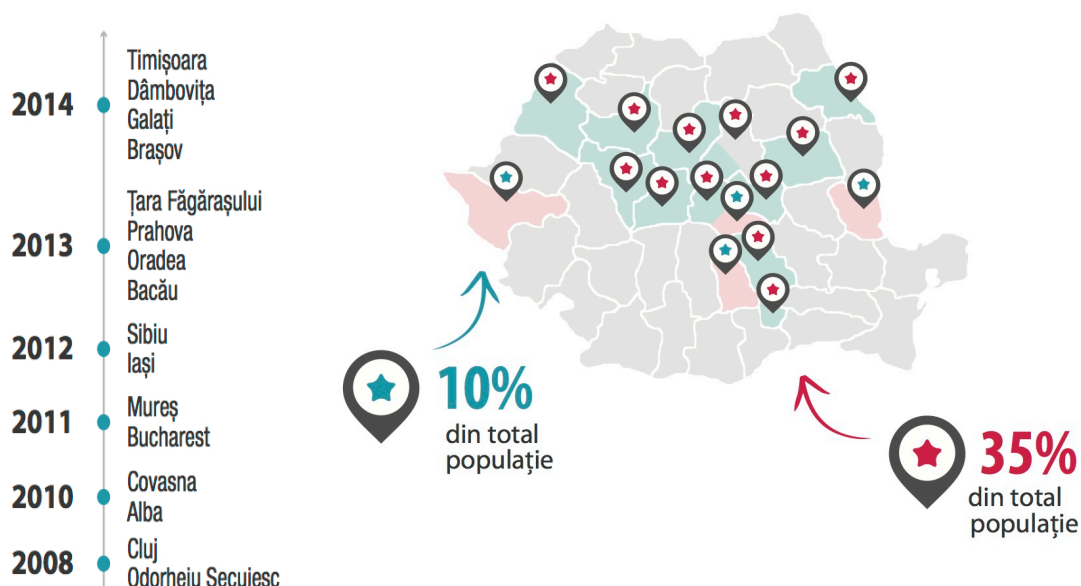 2014
Timișoara
Dâmbovița
Galați
Brașov
2013
Țara Făgărașului
Prahova
Oradea
Bacău
2012
Sibiu
Iași
2011
Mureș
Bucharest
2010
Covasna
Alba
2008
Cluj
Odorheiu Secuiesc
10%
din total
populație
35%
din total
populație